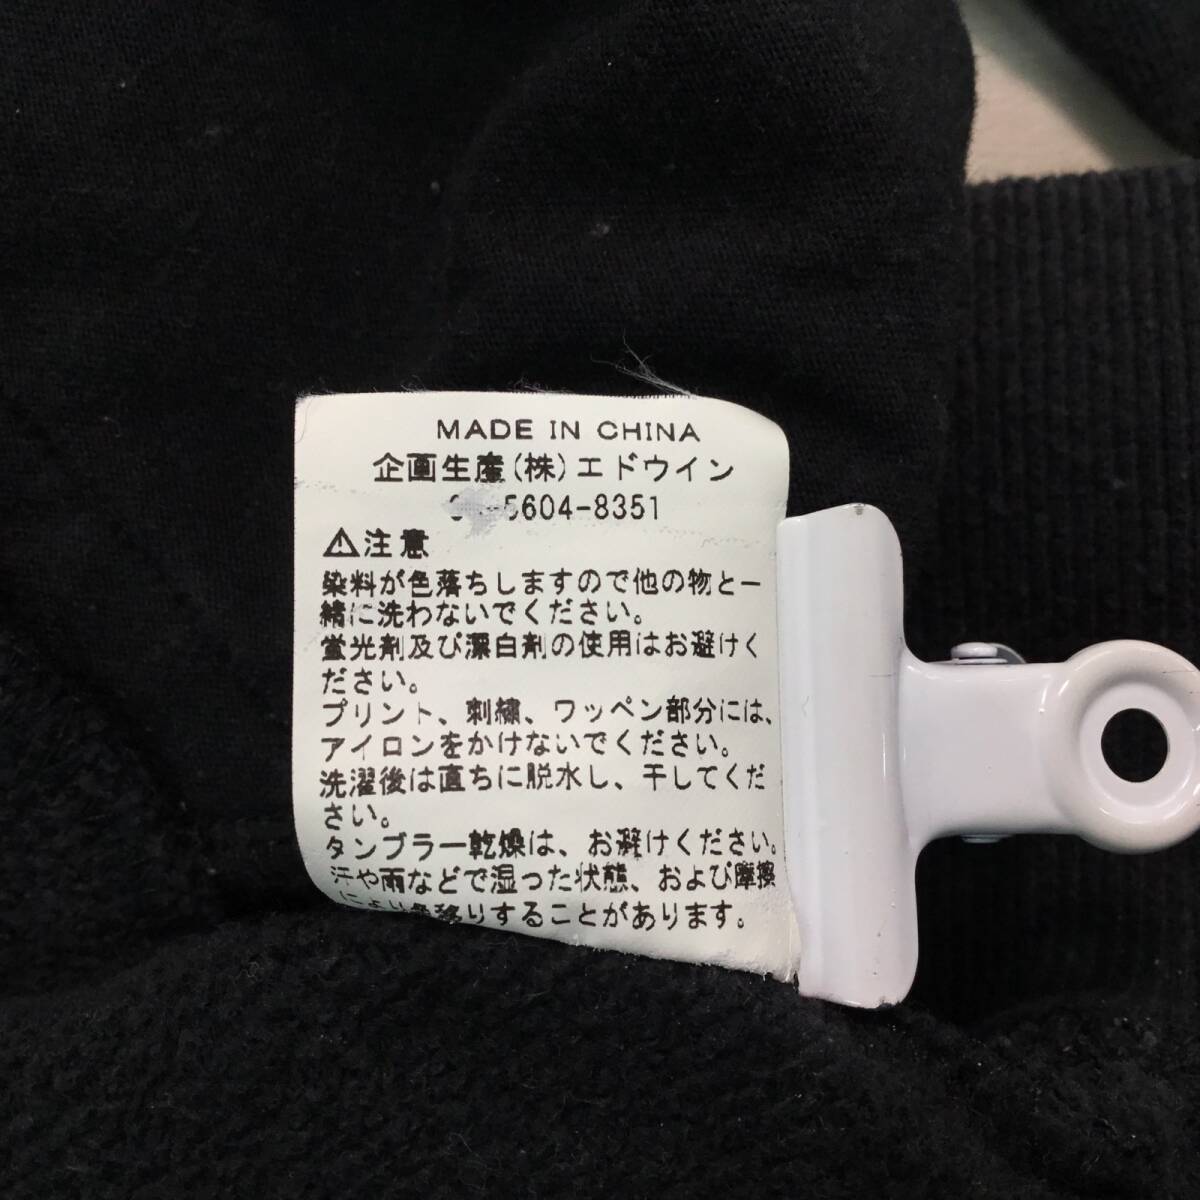 MADE IN CHINA
企画生産(株)エドウイン
5604-8351
⚠注意
染料が色落ちしますので他の物と一
緒に洗わないでください。
蛍光剤及び漂白剤の使用はお避けく
ださい。
プリント、刺繍、ワッペン部分には、
アイロンをかけないでください。
洗濯後は直ちに脱水し、干してくだ
さい。
タンブラー乾燥は、お避けください。
汗や雨などで湿った状態、および摩擦
により色移りすることがあります。